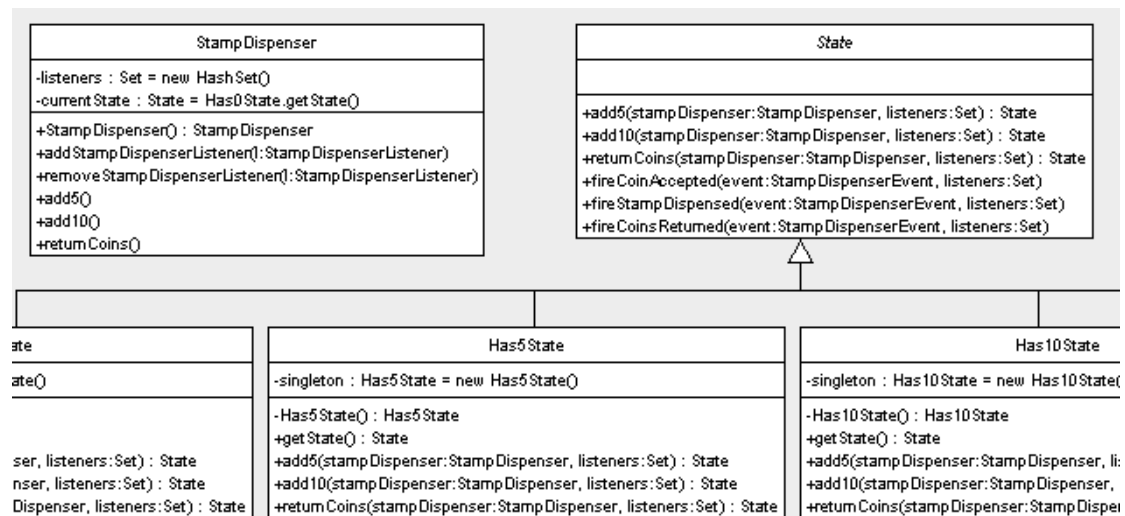 StampDispenser
-listeners : Set = new HashSet()
-currentState : State = Has0State.getState()
+StampDispenser() : StampDispenser
+addStampDispenserListener(l:StampDispenserListener)
+removeStampDispenserListener(l:StampDispenserListener)
+add5()
+add10()
+returnCoins()
State
+add5(stampDispenser:StampDispenser, listeners:Set) : State
+add10(stampDispenser:StampDispenser, listeners:Set) : State
+returnCoins(stampDispenser:StampDispenser, listeners:Set) : State
+fireCoinAccepted(event:StampDispenserEvent, listeners:Set)
+fireStampDispensed(event:StampDispenserEvent, listeners:Set)
+fireCoinsReturned(event:StampDispenserEvent, listeners:Set)
ate
ate()
ser, listeners:Set) : State
nser, listeners:Set) : State
Dispenser, listeners:Set) : State
Has5State
-singleton : Has5State = new Has5State()
-Has5State() : Has5State
+getState() : State
+add5(stampDispenser:StampDispenser, listeners:Set) : State
+add10(stampDispenser:StampDispenser, listeners:Set) : State
+returnCoins(stampDispenser:StampDispenser, listeners:Set) : State
Has10State
-singleton : Has10State = new Has10State(
-Has10State() : Has10State
+getState() : State
+add5(stampDispenser:StampDispenser, li
+add10(stampDispenser:StampDispenser,
+returnCoins(stampDispenser:StampDispen